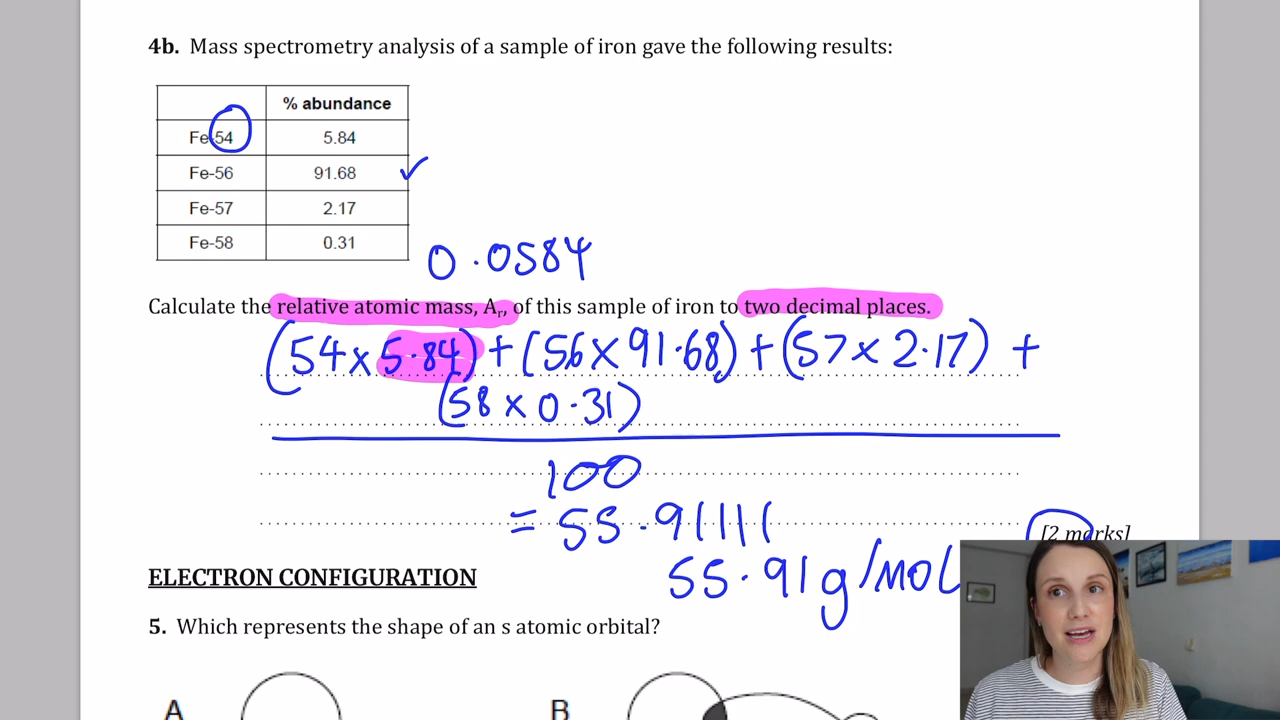 4b. Mass spectrometry analysis of a sample of iron gave the following results:
% abundance
Fe-54 5.84
Fe-56 91.68
Fe-57 2.17
Fe-58 0.31
0.0584
Calculate the relative atomic mass, Ar, of this sample of iron to two decimal places.
(54 x 5.84) + (56 x 91.68) + (57 x 2.17) +
(58 x 0.31)
100
= 55.91111
[2 marks]
55.91 g/mol
ELECTRON CONFIGURATION
5. Which represents the shape of an s atomic orbital?
A B